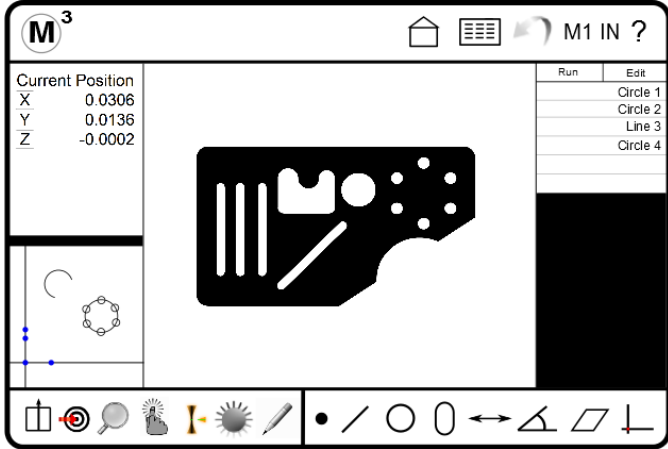 M3
M1 IN ?
Current Position
X 0.0306
Y 0.0136
Z -0.0002
Run Edit
Circle 1
Circle 2
Line 3
Circle 4